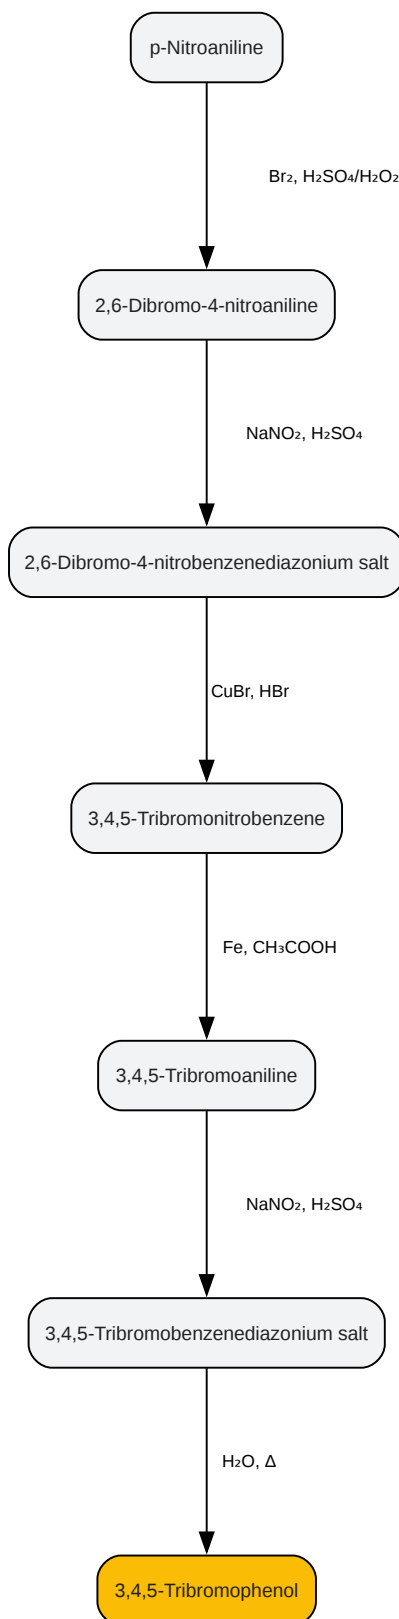 p-Nitroaniline
Br₂, H₂SO₄/H₂O₂
2,6-Dibromo-4-nitroaniline
NaNO₂, H₂SO₄
2,6-Dibromo-4-nitrobenzenediazonium salt
CuBr, HBr
3,4,5-Tribromonitrobenzene
Fe, CH₃COOH
3,4,5-Tribromoaniline
NaNO₂, H₂SO₄
3,4,5-Tribromobenzenediazonium salt
H₂O, Δ
3,4,5-Tribromophenol